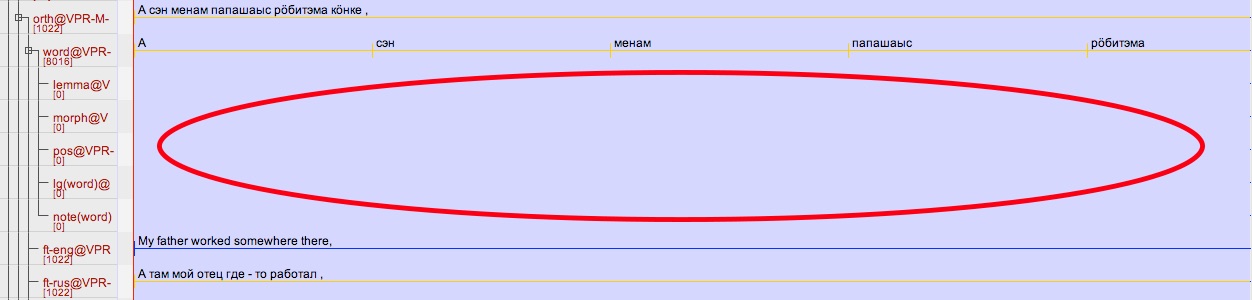 orth@VPR-M-
[1022]
А сэн менам папашаыс рӧбитэма кӧнке ,
word@VPR-
[8016]
А сэн менам папашаыс рӧбитэма
lemma@V
[0]
morph@V
[0]
pos@VPR-
[0]
lg(word)@
[0]
note(word)
ft-eng@VPR
[1022]
My father worked somewhere there,
ft-rus@VPR-
[1022]
А там мой отец где - то работал ,